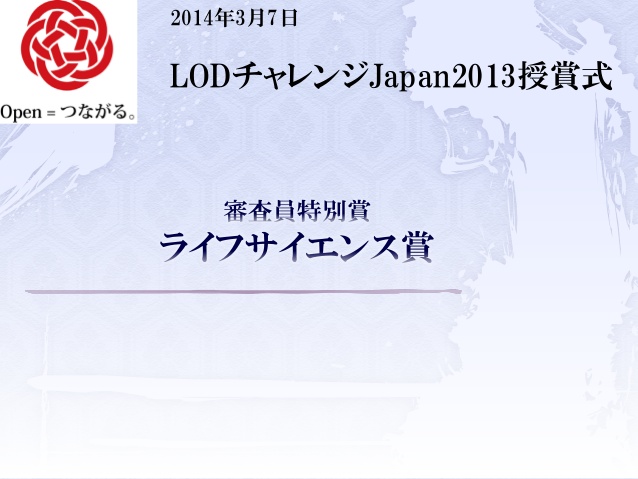 2014年3月7日
LODチャレンジJapan2013授賞式
Open = つながる。
審査員特別賞
ライフサイエンス賞